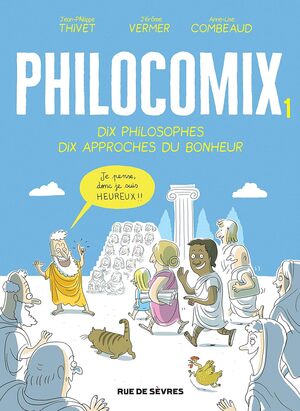 Jean-Philippe
THIVET
Jérôme
VERMER
Anne-Lise
COMBEAUD
PHILOCOMIX 1
DIX PHILOSOPHES
DIX APPROCHES DU BONHEUR
Je pense,
donc je suis
HEUREUX!!
RUE DE SÈVRES